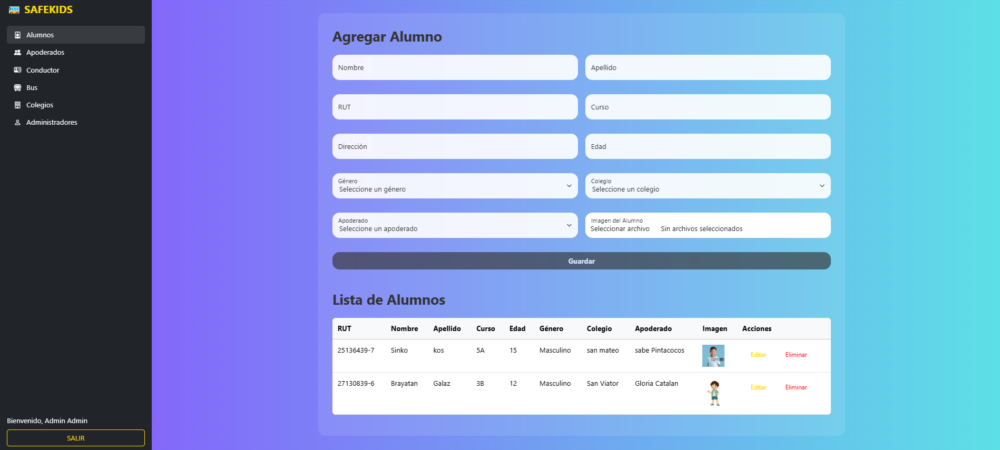 SAFEKIDS
Alumnos
Apoderados
Conductor
Bus
Colegios
Administradores
Bienvenido, Admin Admin
SALIR
Agregar Alumno
Nombre
Apellido
RUT
Curso
Dirección
Edad
Género
Seleccione un género
Colegio
Seleccione un colegio
Apoderado
Seleccione un apoderado
Imagen del Alumno
Seleccionar archivo Sin archivos seleccionados
Guardar
Lista de Alumnos
RUT Nombre Apellido Curso Edad Género Colegio Apoderado Imagen Acciones
25136439-7 Sinko kos 5A 15 Masculino san mateo sabe Pintacocos Editar Eliminar
27130839-6 Brayatan Galaz 3B 12 Masculino San Viator Gloria Catalan Editar Eliminar